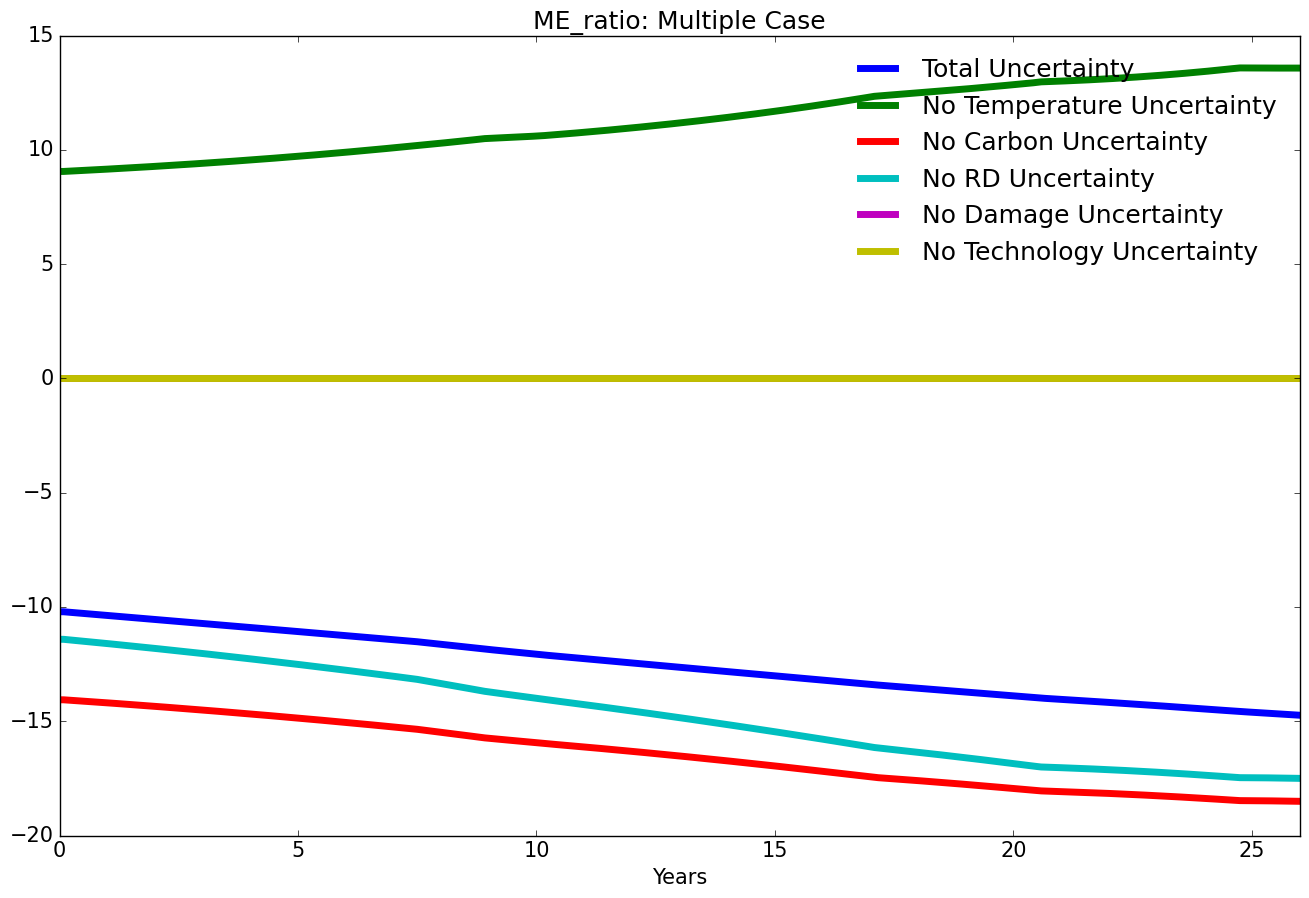 ME_ratio: Multiple Case
15
10
5
0
−5
−10
−15
−20
Total Uncertainty
No Temperature Uncertainty
No Carbon Uncertainty
No RD Uncertainty
No Damage Uncertainty
No Technology Uncertainty
0 5 10 15 20 25
Years